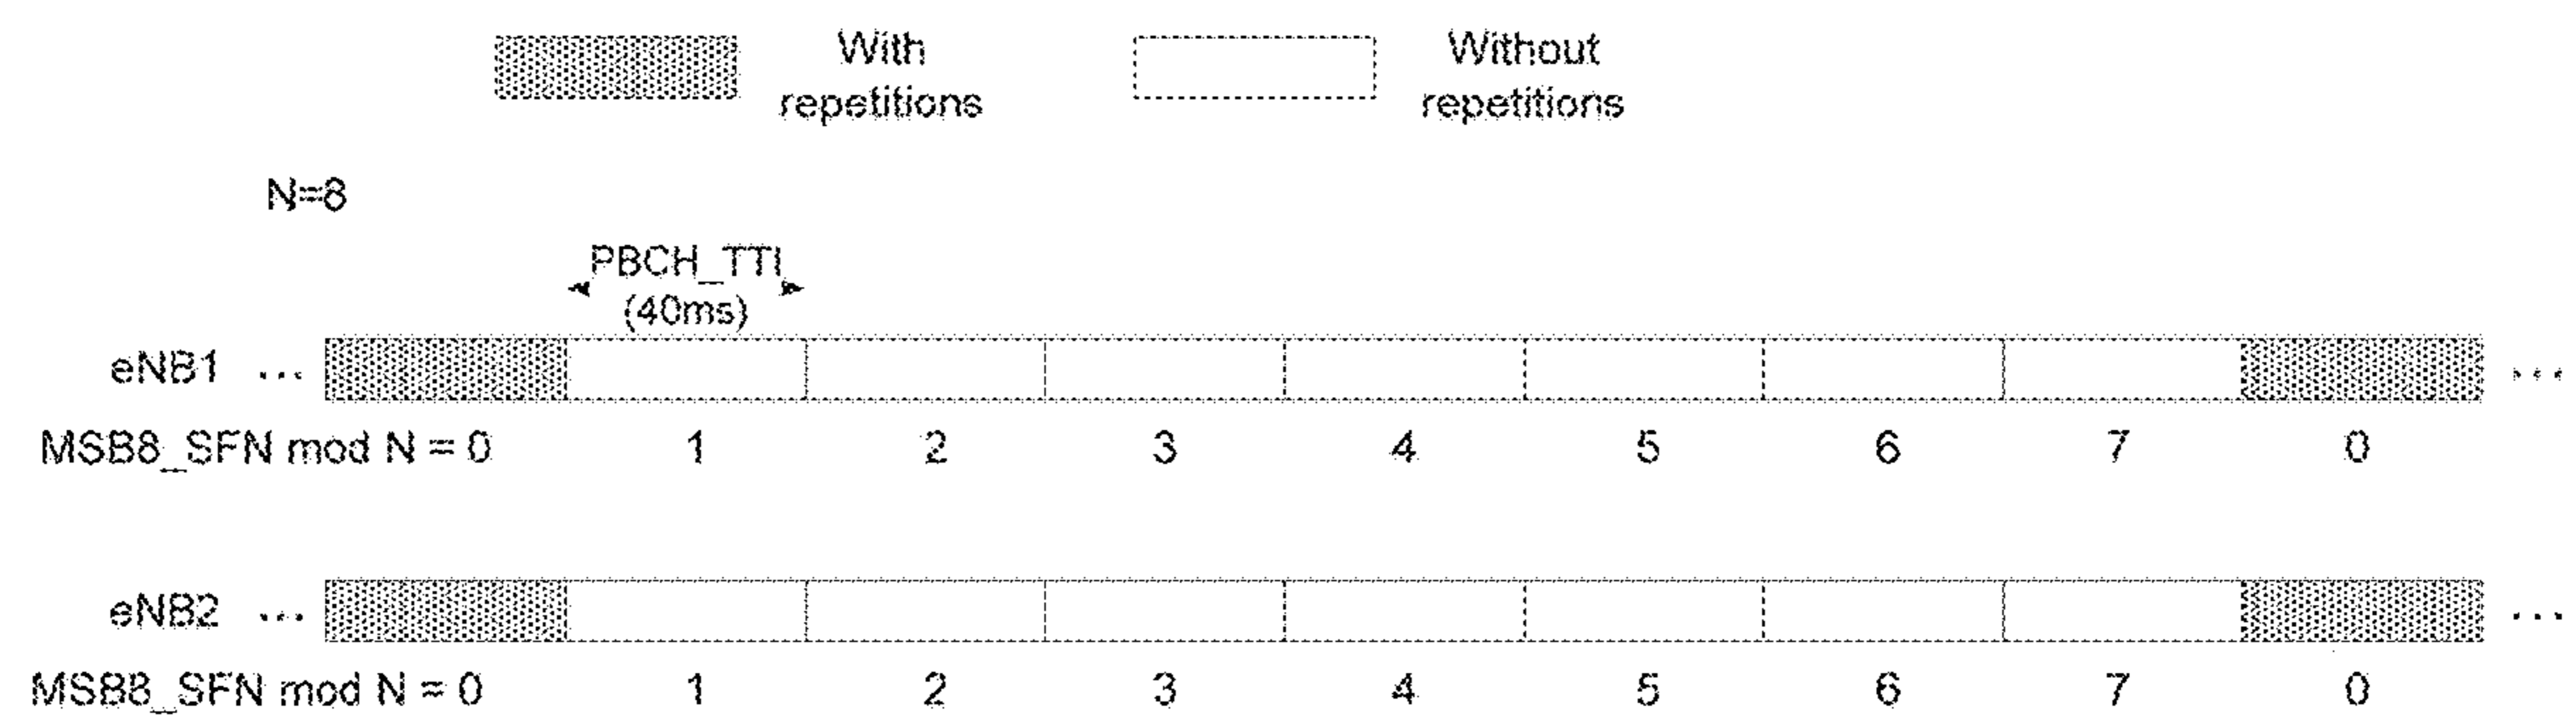 With
repetitions
Without
repetitions
N=8
PBCH_TTI
(40ms)
eNB1 ... ...
MSB8_SFN mod N = 0 1 2 3 4 5 6 7 0
eNB2 ... ...
MSB8_SFN mod N = 0 1 2 3 4 5 6 7 0